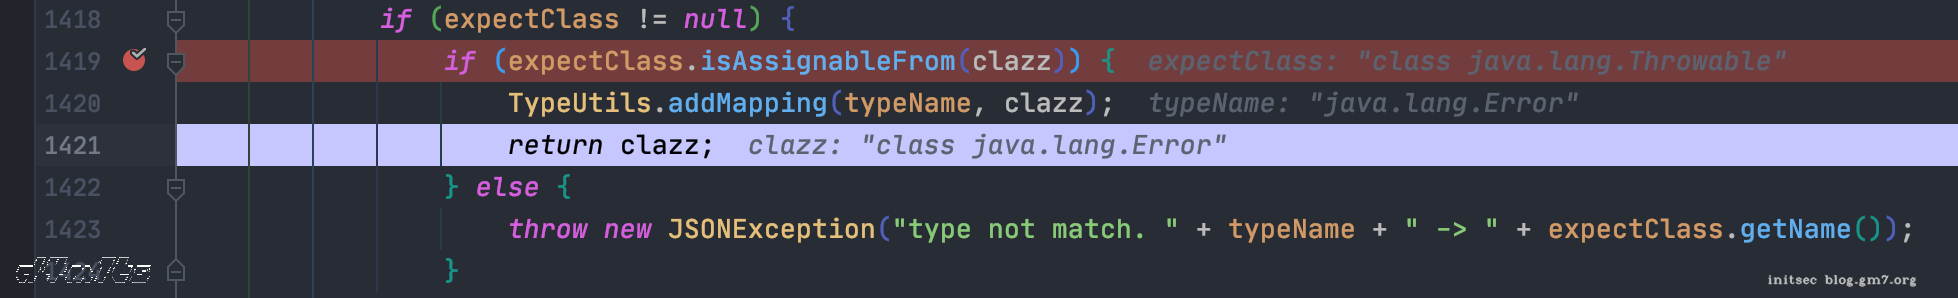 1418 if (expectClass != null) {
1419 if (expectClass.isAssignableFrom(clazz)) { expectClass: "class java.lang.Throwable"
1420 TypeUtils.addMapping(typeName, clazz); typeName: "java.lang.Error"
1421 return clazz; clazz: "class java.lang.Error"
1422 } else {
1423 throw new JSONException("type not match. " + typeName + " -> " + expectClass.getName());
}
initsec blog.gm7.org